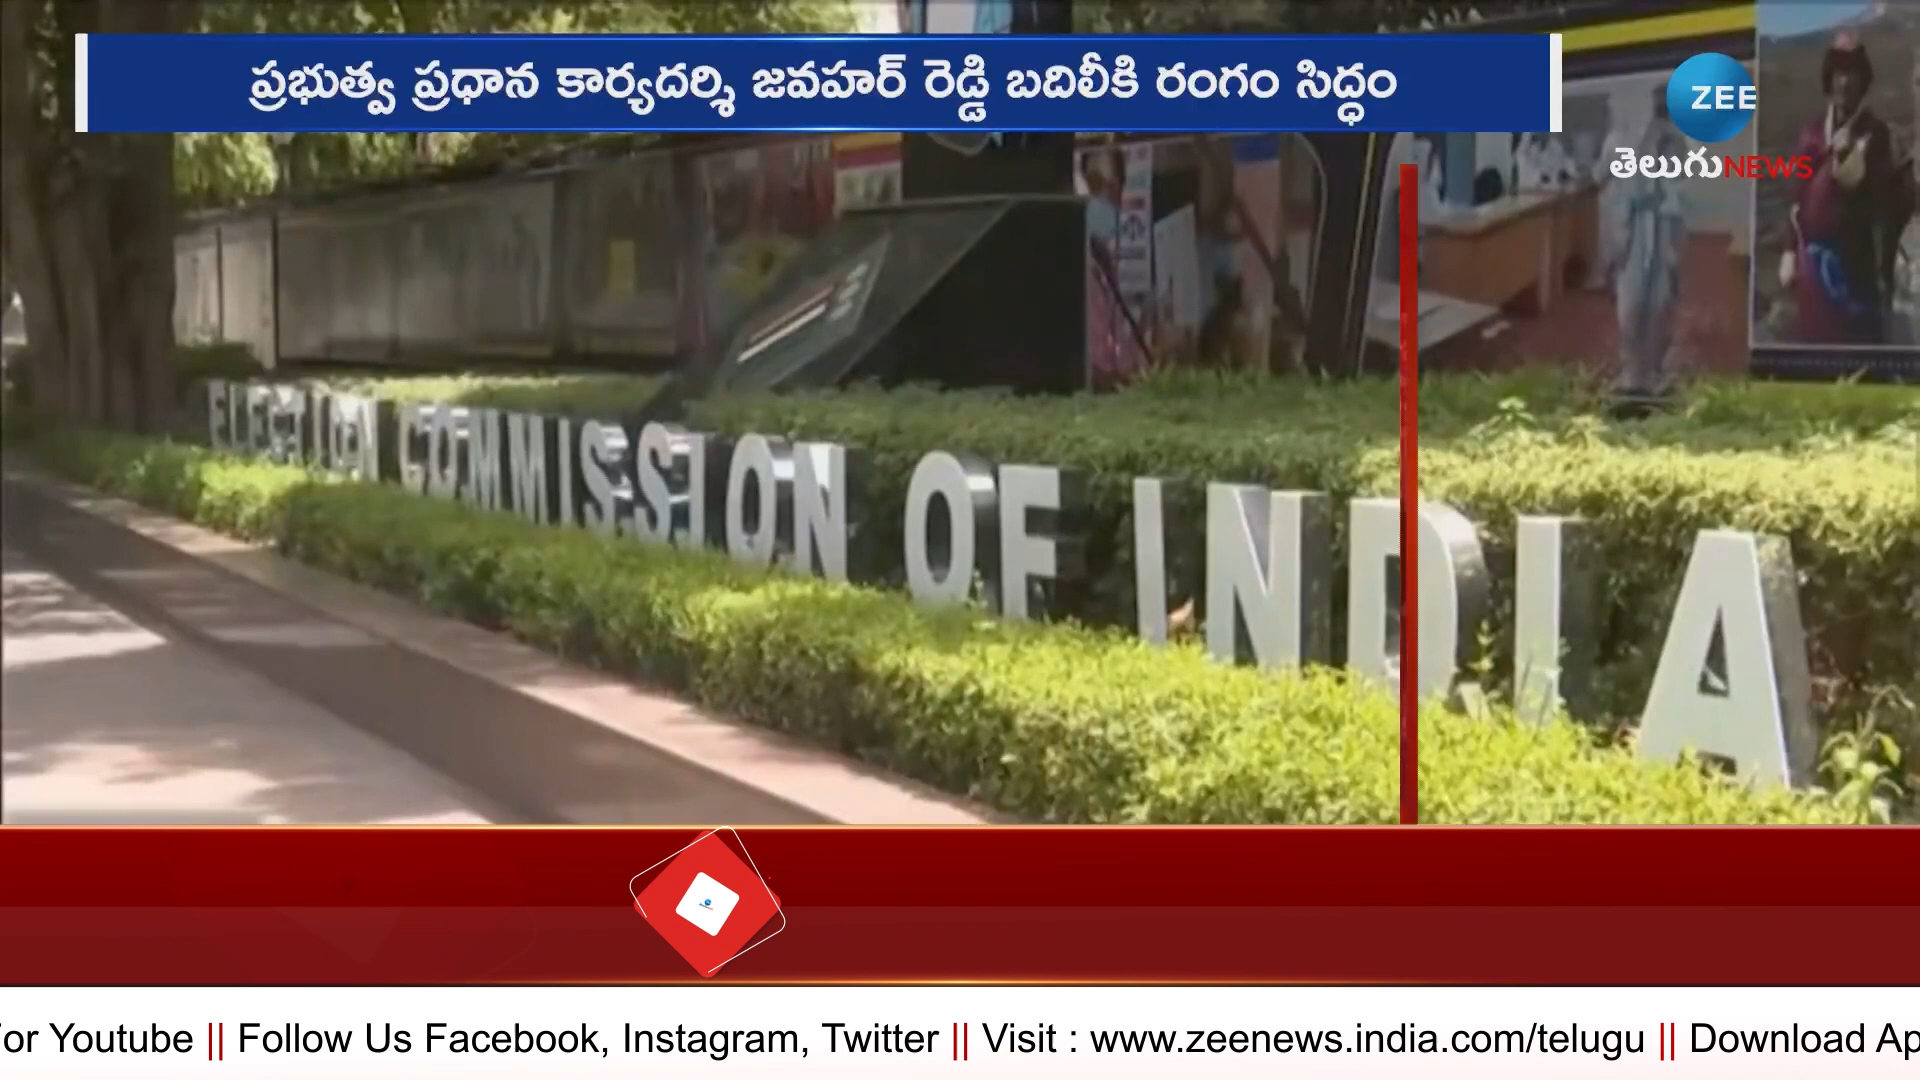 ప్రభుత్వ ప్రధాన కార్యదర్శి జవహర్ రెడ్డి బదిలీకి రంగం సిద్ధం
ZEE
తెలుగు NEWS
ELECTION COMMISSION OF INDIA
For Youtube || Follow Us Facebook, Instagram, Twitter || Visit : www.zeenews.india.com/telugu || Download Ap